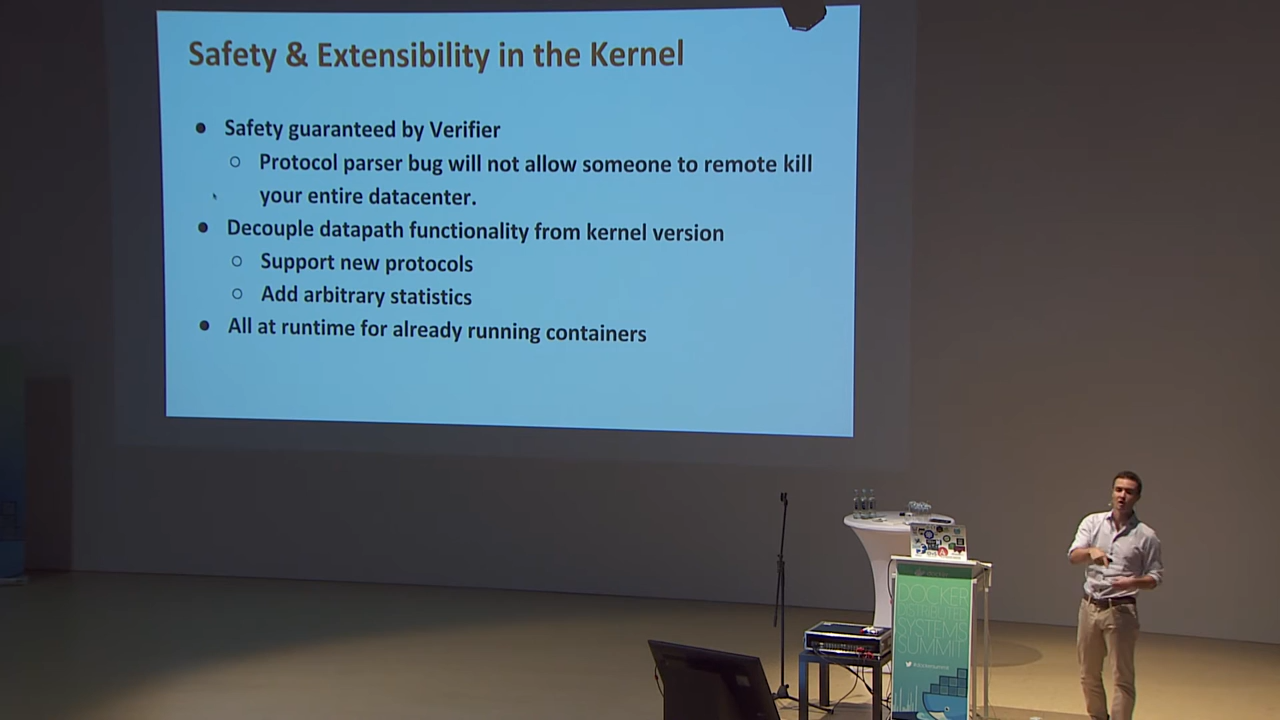 Safety & Extensibility in the Kernel
● Safety guaranteed by Verifier
○ Protocol parser bug will not allow someone to remote kill
your entire datacenter.
● Decouple datapath functionality from kernel version
○ Support new protocols
○ Add arbitrary statistics
● All at runtime for already running containers
DOCKER
DISTRIBUTED
SYSTEMS
SUMMIT